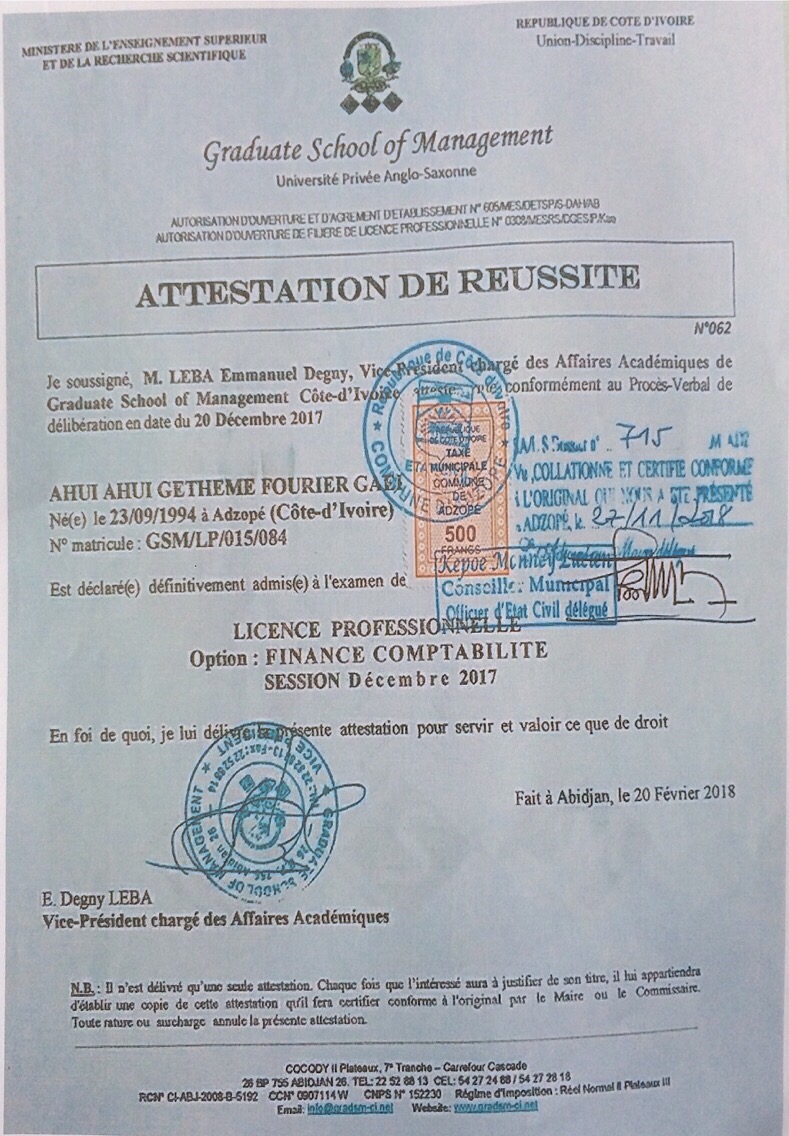 MINISTERE DE L'ENSEIGNEMENT SUPERIEUR
ET DE LA RECHERCHE SCIENTIFIQUE
REPUBLIQUE DE COTE D'IVOIRE
Union-Discipline-Travail
Graduate School of Management
Université Privée Anglo-Saxonne
AUTORISATION D'OUVERTURE ET D'AGREMENT D'ETABLISSEMENT N° 605/MES/DETSP/S-DAH/AB
AUTORISATION D'OUVERTURE DE FILIERE DE LICENCE PROFESSIONNELLE N° 0308/MESRS/DGES/P/Kaa
ATTESTATION DE REUSSITE
N°062
Je soussigné, M. LEBA Emmanuel Degny, Vice-Président chargé des Affaires Académiques de
Graduate School of Management Côte-d'Ivoire atteste que conformément au Procès-Verbal de
délibération en date du 20 Décembre 2017
République de Côte d'Ivoire
COMMUNE D'ADZOPE
REPUBLIQUE
DE COTE D'IVOIRE
TAXE
MUNICIPALE
COMMUNE
DE
ADZOPÉ
500
FRANCS
715
VU, COLLATIONNE ET CERTIFIE CONFORME
A L'ORIGINAL QUI NOUS A ETE PRÉSENTÉ
ADZOPÉ, le 27/11/2018
AHUI AHUI GETHEME FOURIER GAEL
Né(e) le 23/09/1994 à Adzopé (Côte-d'Ivoire)
N° matricule : GSM/LP/015/084
Képoé Monney Lucien
Conseiller Municipal
Officier d'Etat Civil délégué
Est déclaré(e) définitivement admis(e) à l'examen de
LICENCE PROFESSIONNELLE
Option : FINANCE COMPTABILITE
SESSION Décembre 2017
En foi de quoi, je lui délivre la présente attestation pour servir et valoir ce que de droit
GRADUATE SCHOOL OF MANAGEMENT
VICE PRESIDENT
Fait à Abidjan, le 20 Février 2018
E. Degny LEBA
Vice-Président chargé des Affaires Académiques
N.B. : Il n'est délivré qu'une seule attestation. Chaque fois que l'intéressé aura à justifier de son titre, il lui appartiendra
d'établir une copie de cette attestation qu'il fera certifier conforme à l'original par le Maire ou le Commissaire.
Toute rature ou surcharge annule la présente attestation.
COCODY II Plateaux, 7° Tranche – Carrefour Cascade
26 BP 755 ABIDJAN 26. TEL: 22 52 88 13 CEL: 54 27 24 88 / 54 27 28 18
RCN° CI-ABJ-2008-B-5192 CCN° 0907114 W CNPS N° 152230 Régime d'Imposition : Réel Normal II Plateaux III
Email: info@gradsm-ci.net Website: www.gradsm-ci.net